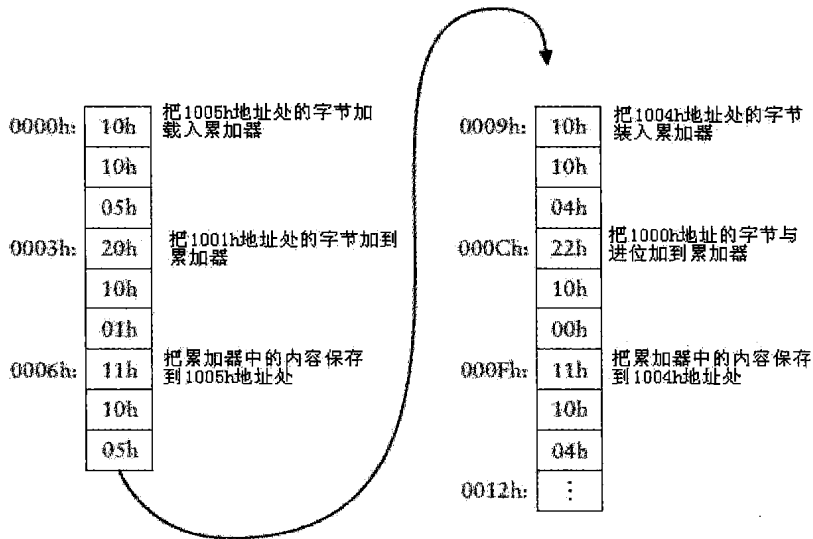 0000h: 10h 把1005h地址处的字节加
载入累加器
10h
05h
0003h: 20h 把1001h地址处的字节加到
累加器
10h
01h
0006h: 11h 把累加器中的内容保存
到1005h地址处
10h
05h
0009h: 10h 把1004h地址处的字节
装入累加器
10h
04h
000Ch: 22h 把1000h地址的字节与
进位加到累加器
10h
00h
000Fh: 11h 把累加器中的内容保存
到1004h地址处
10h
04h
0012h: ⋮